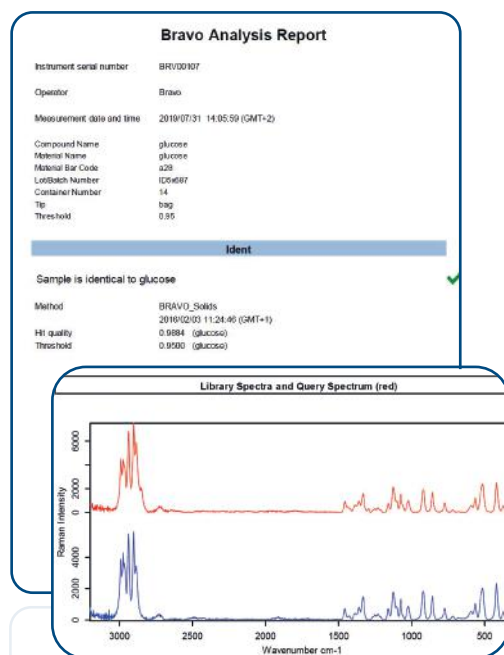 Bravo Analysis Report
Instrument serial number BRV00107
Operator Bravo
Measurement date and time 2019/07/31 14:05:59 (GMT+2)
Compound Name glucose
Material Name glucose
Material Bar Code a28
Lot/Batch Number
Container Number 14
Tip bag
Threshold 0.95
Ident
Sample is identical to glucose
Method BRAVO_Solids
2016/02/03 11:24:46 (GMT+1)
Hit quality 0.9884 (glucose)
Threshold 0.9500 (glucose)
Library Spectra and Query Spectrum (red)
Raman Intensity
6000
2000
0
4000
2000
0
3000 2500 2000 1500 1000 500
Wavenumber cm-1